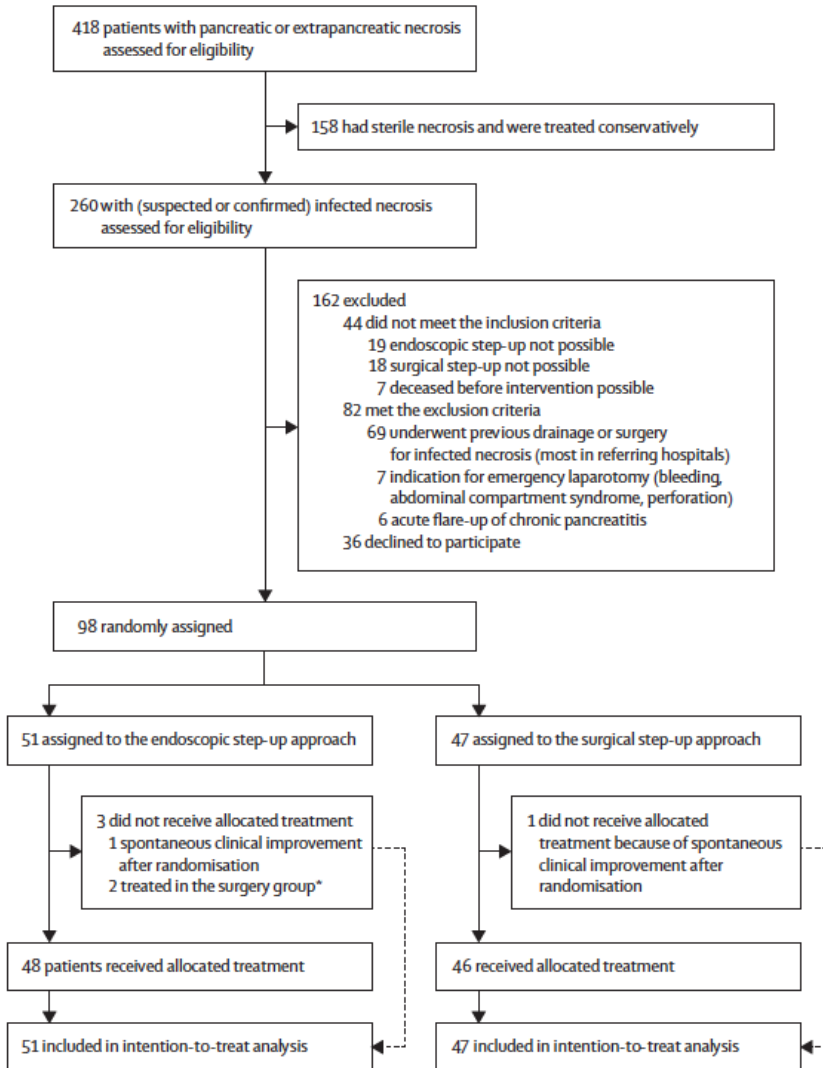 418 patients with pancreatic or extrapancreatic necrosis
assessed for eligibility
158 had sterile necrosis and were treated conservatively
260 with (suspected or confirmed) infected necrosis
assessed for eligibility
162 excluded
44 did not meet the inclusion criteria
19 endoscopic step-up not possible
18 surgical step-up not possible
7 deceased before intervention possible
82 met the exclusion criteria
69 underwent previous drainage or surgery
for infected necrosis (most in referring hospitals)
7 indication for emergency laparotomy (bleeding,
abdominal compartment syndrome, perforation)
6 acute flare-up of chronic pancreatitis
36 declined to participate
98 randomly assigned
51 assigned to the endoscopic step-up approach
47 assigned to the surgical step-up approach
3 did not receive allocated treatment
1 spontaneous clinical improvement
after randomisation
2 treated in the surgery group*
1 did not receive allocated
treatment because of spontaneous
clinical improvement after
randomisation
48 patients received allocated treatment
46 received allocated treatment
51 included in intention-to-treat analysis
47 included in intention-to-treat analysis